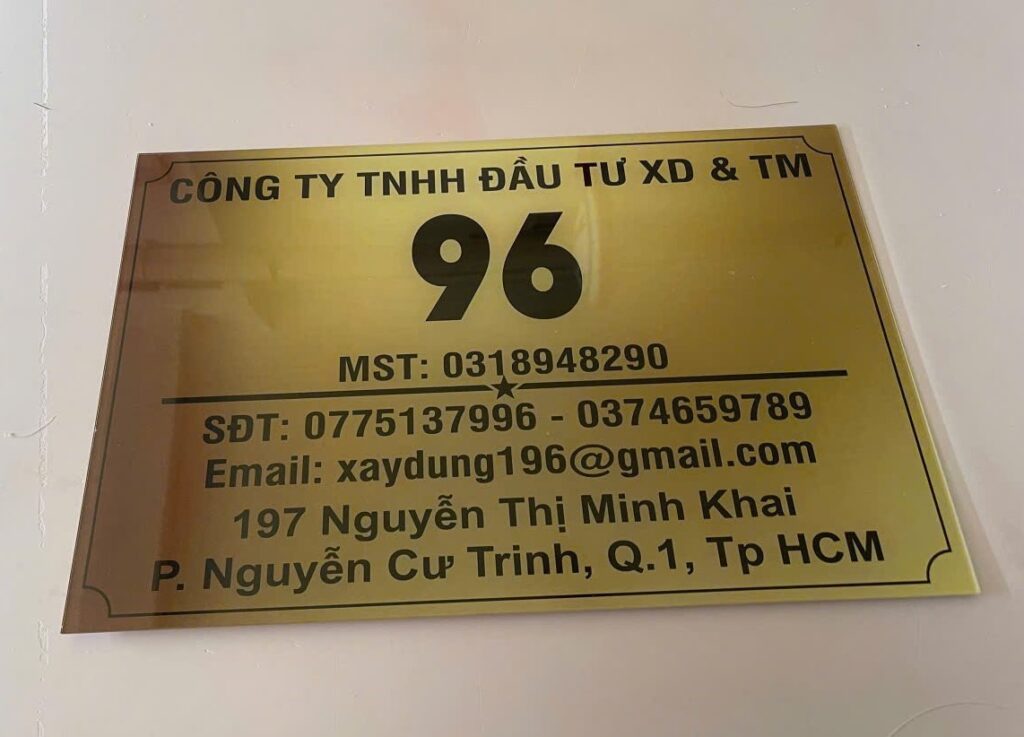 CÔNG TY TNHH ĐẦU TƯ XD & TM
96
MST: 0318948290
SĐT: 0775137996 - 0374659789
Email: xaydung196@gmail.com
197 Nguyễn Thị Minh Khai
P. Nguyễn Cư Trinh, Q.1, Tp HCM